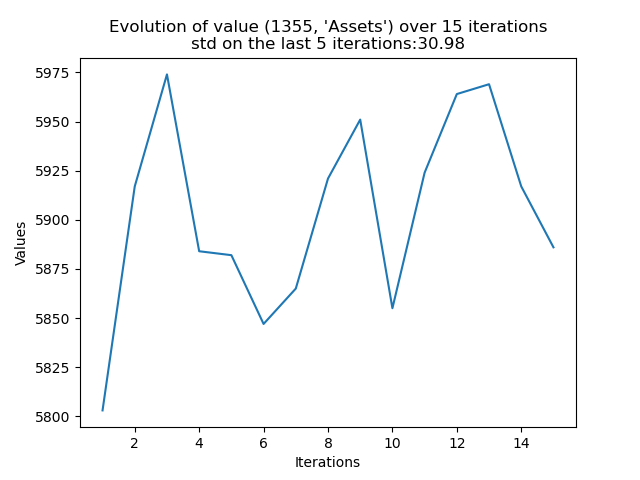 Evolution of value (1355, 'Assets') over 15 iterations
std on the last 5 iterations:30.98
5975
5950
5925
5900
5875
5850
5825
5800
Values
2 4 6 8 10 12 14
Iterations